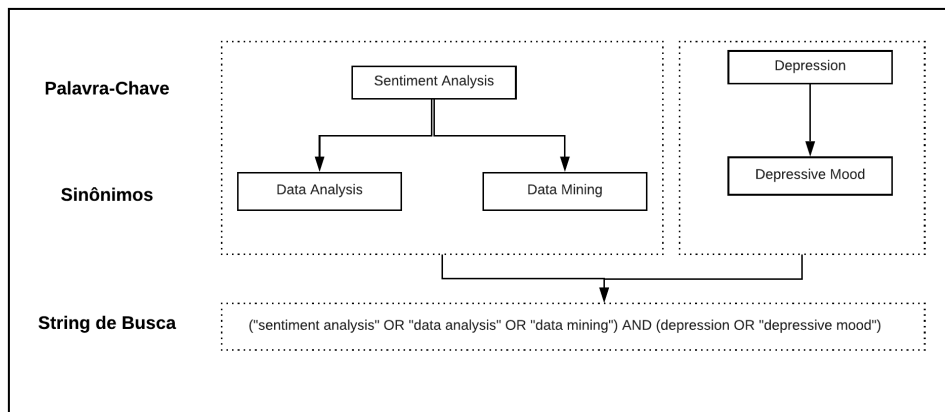 Palavra-Chave
Sentiment Analysis
Depression
Sinônimos
Data Analysis
Data Mining
Depressive Mood
String de Busca
("sentiment analysis" OR "data analysis" OR "data mining") AND (depression OR "depressive mood")